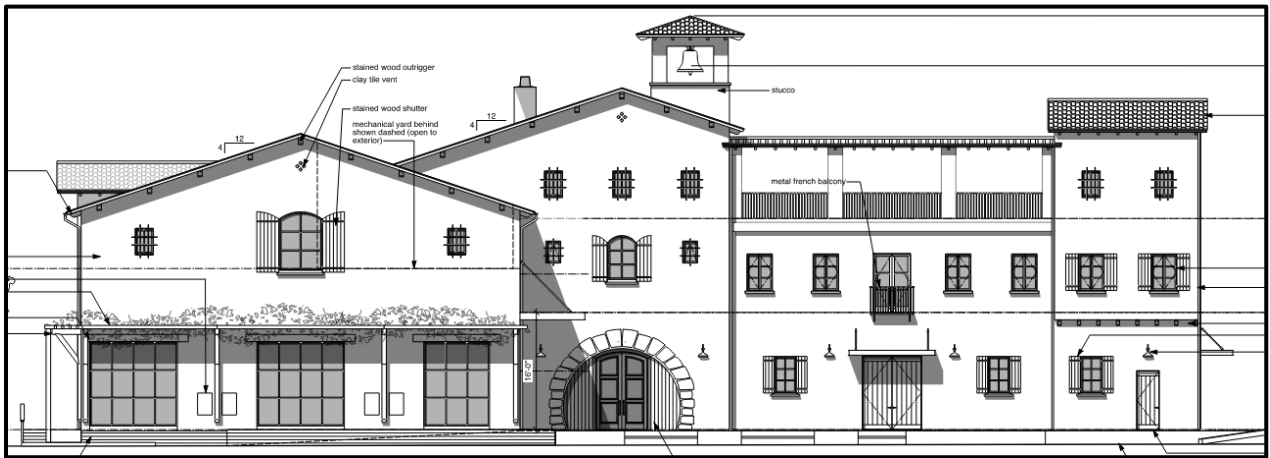 stained wood outrigger
clay tile vent
stucco
stained wood shutter
12
4
mechanical yard behind
shown dashed (open to
exterior)
12
4
metal french balcony
16'-0"